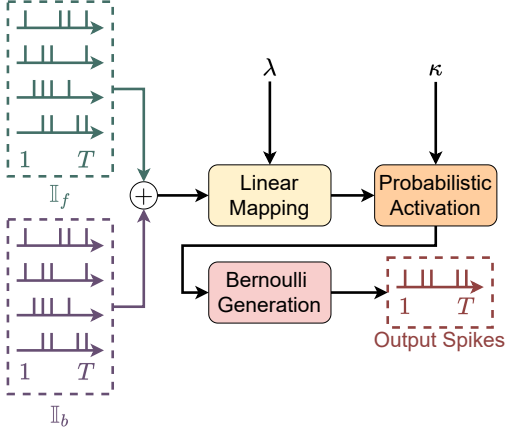 1 T
𝕀_f
λ
κ
+
Linear
Mapping
Probabilistic
Activation
Bernoulli
Generation
1 T
Output Spikes
1 T
𝕀_b